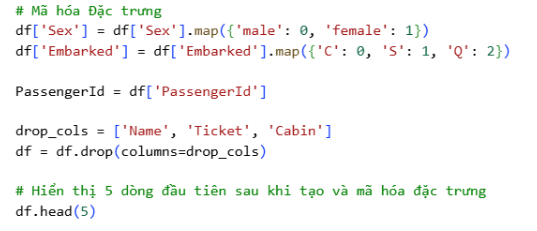 # Mã hóa Đặc trưng
df['Sex'] = df['Sex'].map({'male': 0, 'female': 1})
df['Embarked'] = df['Embarked'].map({'C': 0, 'S': 1, 'Q': 2})
PassengerId = df['PassengerId']
drop_cols = ['Name', 'Ticket', 'Cabin']
df = df.drop(columns=drop_cols)
# Hiển thị 5 dòng đầu tiên sau khi tạo và mã hóa đặc trưng
df.head(5)